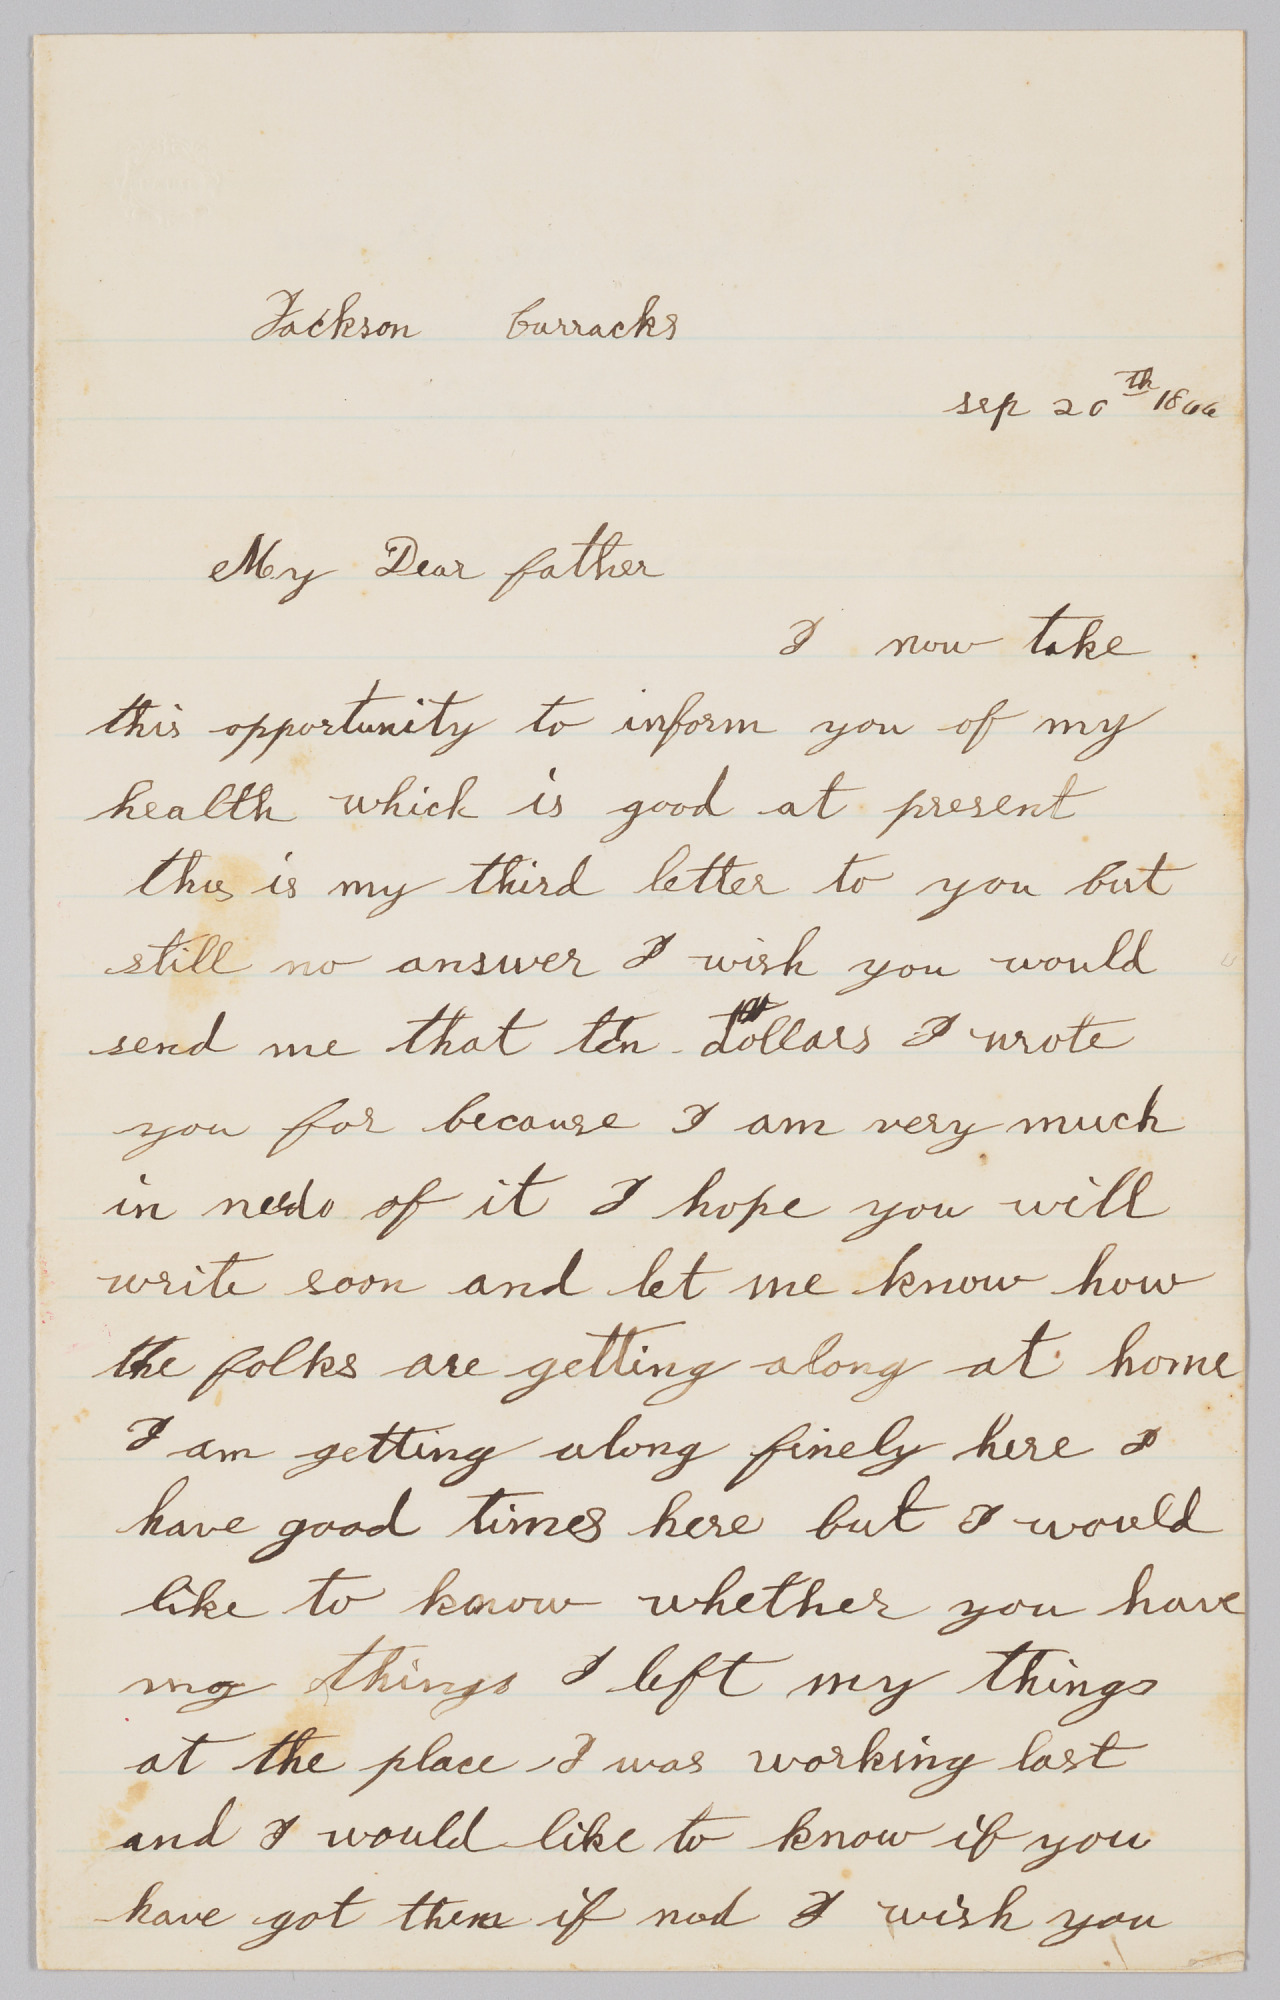 Jackson barracks
sep 20th 1866
My Dear father
I now take
this opportunity to inform you of my
health which is good at present
this is my third letter to you but
still no answer I wish you would
send me that ten dollars I wrote
you for because I am very much
in of it I hope you will
write soon and let me know how
the folks are getting along at home
I am getting along finely here I
have good times here but I would
like to know whether you have
my things I left my things
at the place I was working last
and I would like to know if you
have got them if nod I wish you